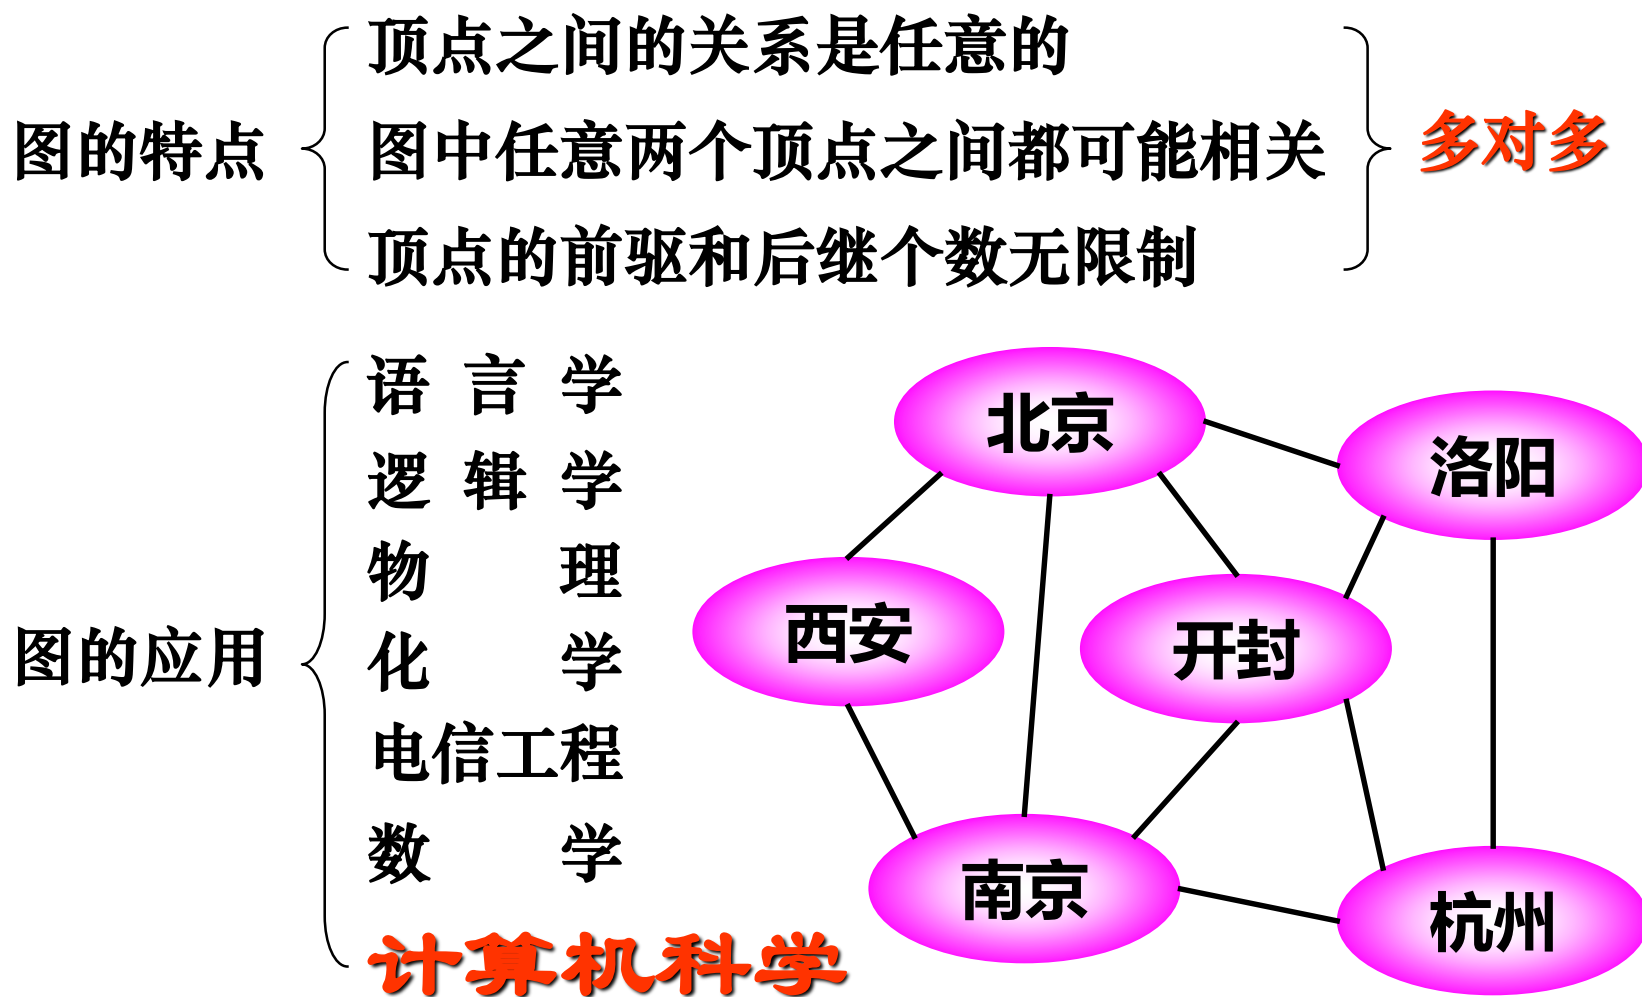 顶点之间的关系是任意的
图的特点
图中任意两个顶点之间都可能相关
多对多
顶点的前驱和后继个数无限制
图的应用
语言学
逻辑学
物理
化学
电信工程
数学
计算机科学
北京
洛阳
西安
开封
南京
杭州